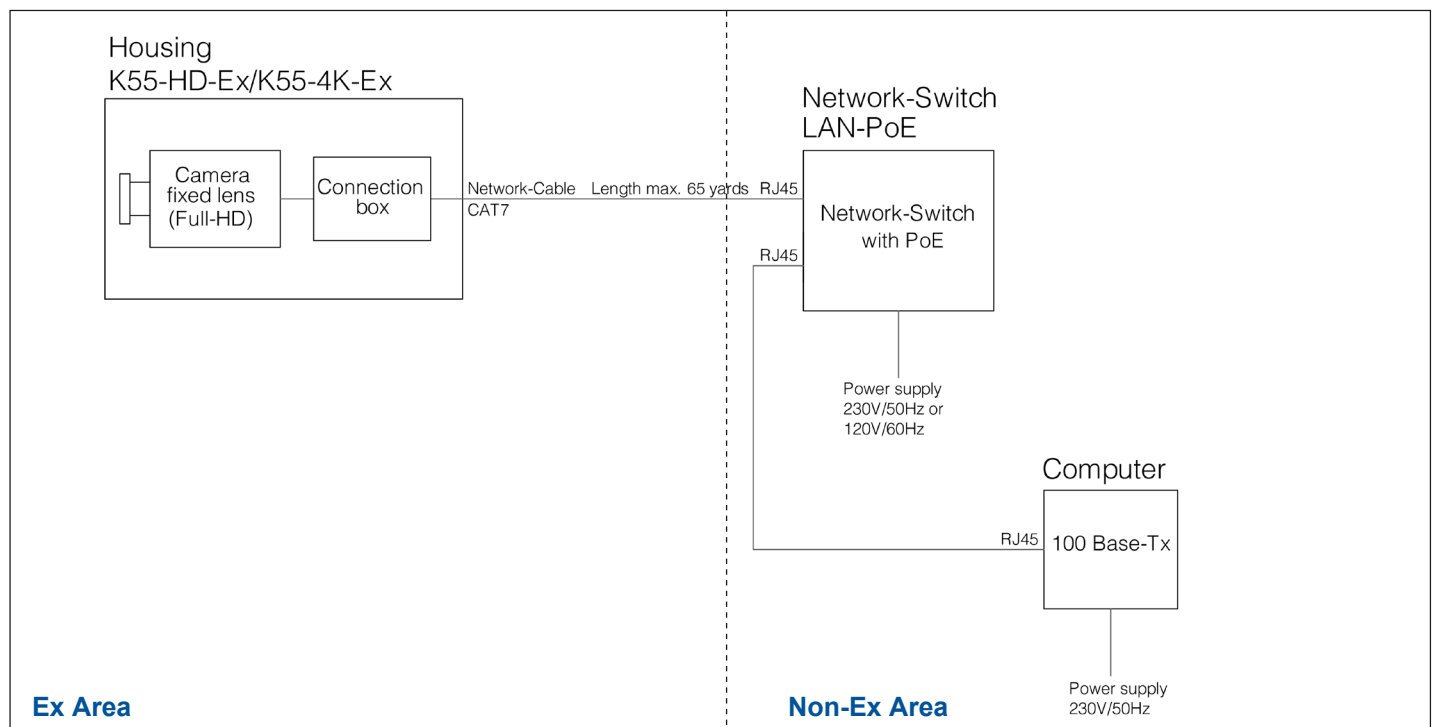 Housing
K55-HD-Ex/K55-4K-Ex
Camera
fixed lens
(Full-HD)
Connection
box
Network-Cable Length max. 65 yards RJ45
CAT7
Network-Switch
LAN-PoE
Network-Switch
with PoE
RJ45
Power supply
230V/50Hz or
120V/60Hz
Computer
RJ45
100 Base-Tx
Power supply
230V/50Hz
Ex Area
Non-Ex Area